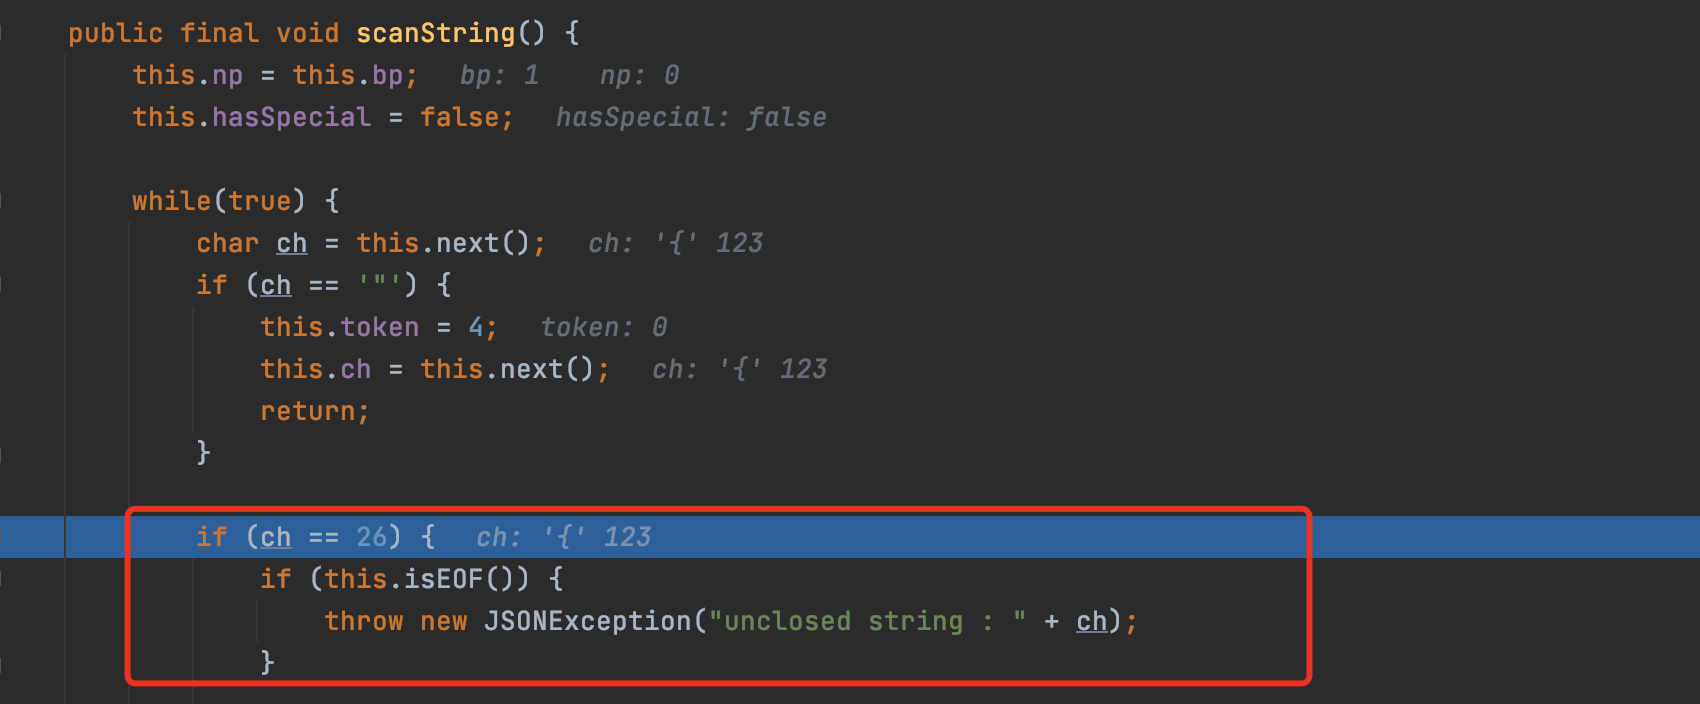 public final void scanString() {
this.np = this.bp;   bp: 1    np: 0
this.hasSpecial = false;   hasSpecial: false
while(true) {
char ch = this.next();   ch: '{' 123
if (ch == '"') {
this.token = 4;   token: 0
this.ch = this.next();   ch: '{' 123
return;
}
if (ch == 26) {   ch: '{' 123
if (this.isEOF()) {
throw new JSONException("unclosed string : " + ch);
}